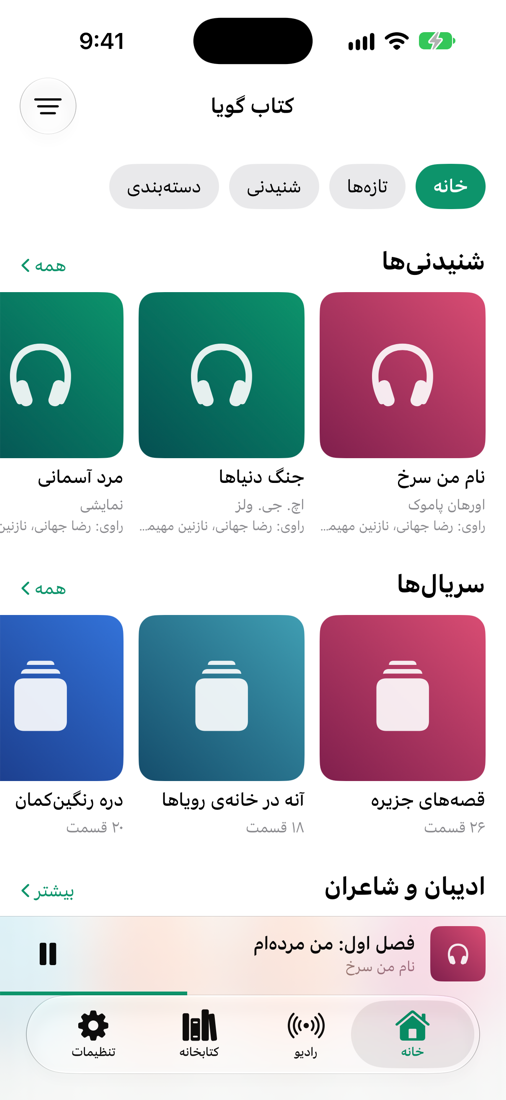 9:41
کتاب گویا
خانه
تازه‌ها
شنیدنی
دسته‌بندی
شنیدنی‌ها
همه
نام من سرخ
جنگ دنیاها
مرد آسمانی
اورهان پاموک
اچ. جی. ولز
نمایشی
راوی: رضا جهانی، نازنین مهیم...
راوی: رضا جهانی، نازنین مهیم...
راوی: رضا جهانی، نازنین
سریال‌ها
همه
قصه‌های جزیره
آنه در خانه‌ی رویاها
دره رنگین‌کمان
۲۶ قسمت
۱۸ قسمت
۲۰ قسمت
ادیبان و شاعران
بیشتر
فصل اول: من مرده‌ام
نام من سرخ
خانه
رادیو
کتابخانه
تنظیمات